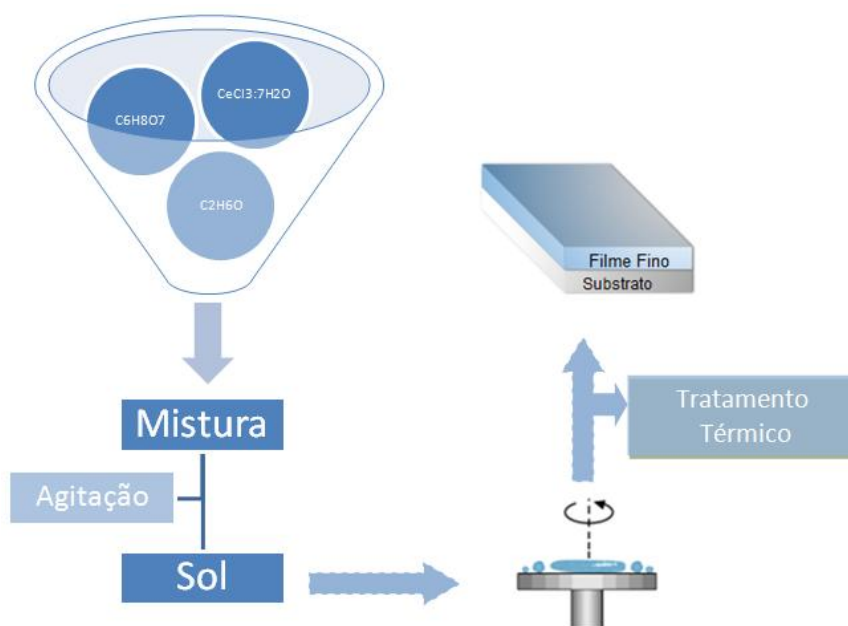 C6H8O7
CeCl3:7H2O
C2H6O
Mistura
Agitação
Sol
Filme Fino
Substrato
Tratamento
Térmico